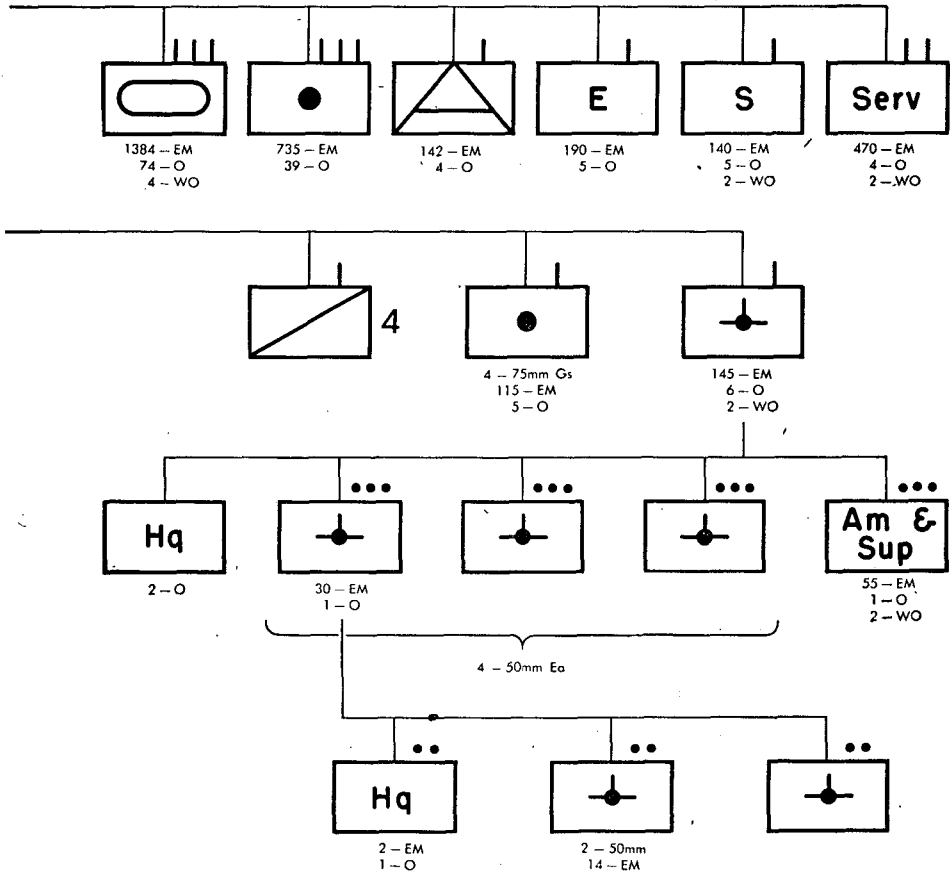 E
S
Serv
1384 – EM
74 – O
4 – WO
735 – EM
39 – O
142 – EM
4 – O
190 – EM
5 – O
140 – EM
5 – O
2 – WO
470 – EM
4 – O
2 – WO
4
4 – 75mm Gs
115 – EM
5 – O
145 – EM
6 – O
2 – WO
Hq
Am &
Sup
2 – O
30 – EM
1 – O
55 – EM
1 – O
2 – WO
4 – 50mm Ea
Hq
2 – EM
1 – O
2 – 50mm
14 – EM